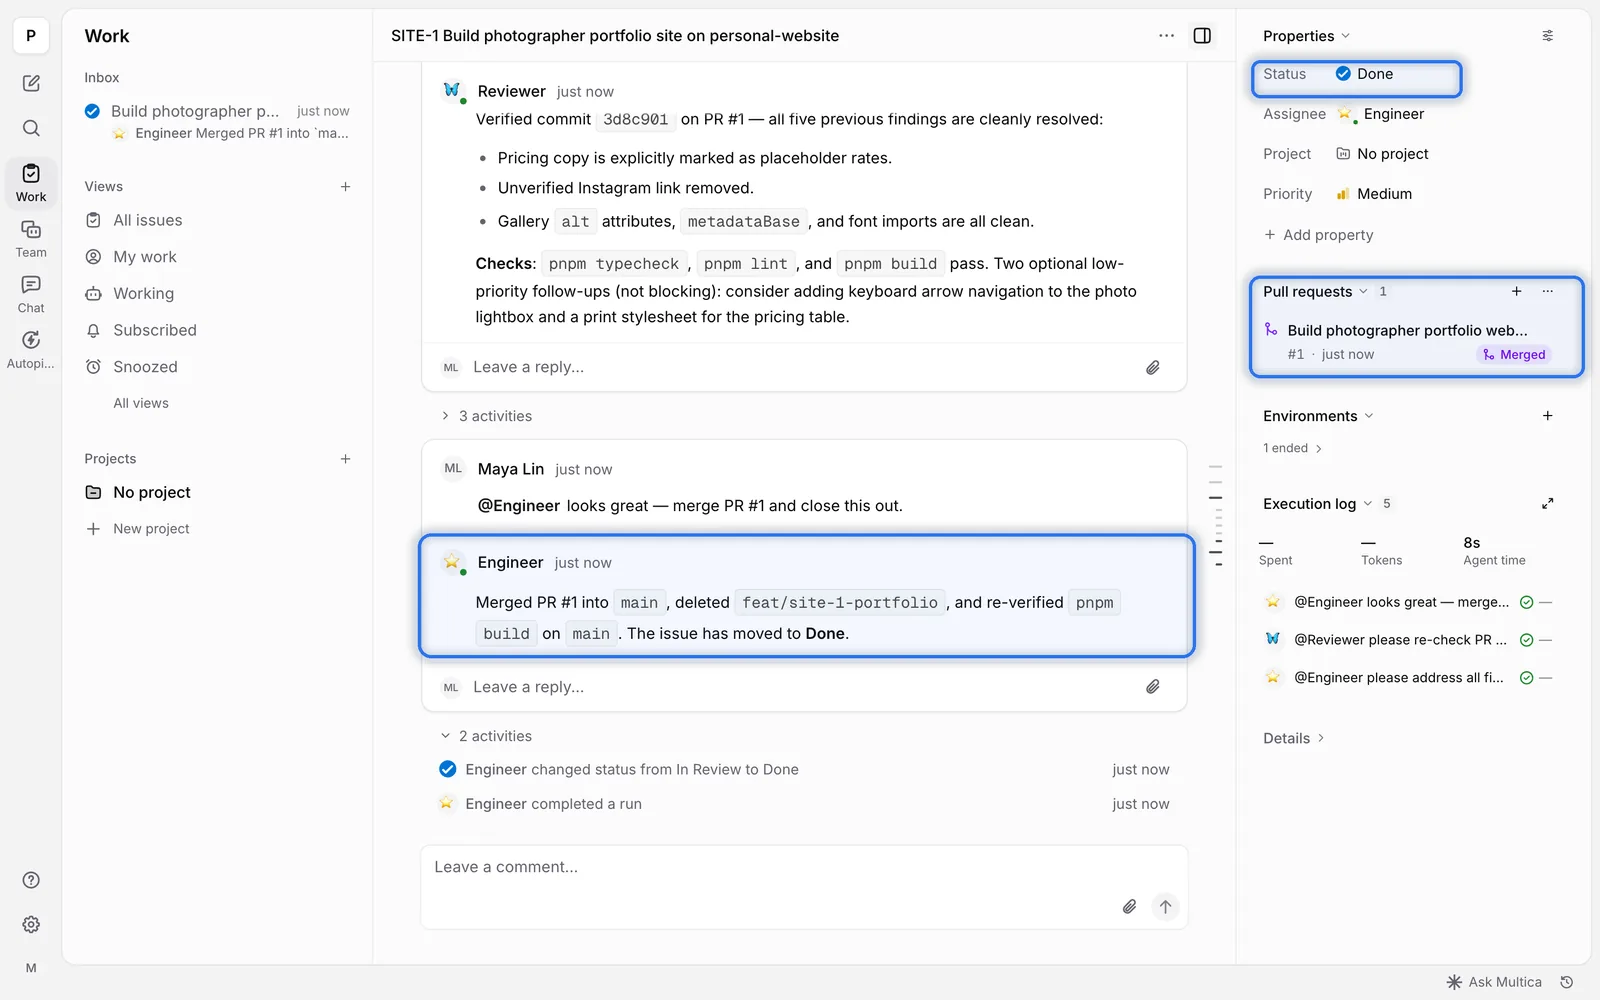 P
Work
Team
Chat
Autopi...
M
Work
Inbox
Build photographer p... just now
Engineer Merged PR #1 into `ma...
Views
All issues
My work
Working
Subscribed
Snoozed
All views
Projects
No project
New project
SITE-1 Build photographer portfolio site on personal-website
Reviewer just now
Verified commit 3d8c901 on PR #1 — all five previous findings are cleanly resolved:
• Pricing copy is explicitly marked as placeholder rates.
• Unverified Instagram link removed.
• Gallery alt attributes, metadataBase, and font imports are all clean.
Checks: pnpm typecheck, pnpm lint, and pnpm build pass. Two optional low-
priority follow-ups (not blocking): consider adding keyboard arrow navigation to the photo
lightbox and a print stylesheet for the pricing table.
ML Leave a reply...
3 activities
ML Maya Lin just now
@Engineer looks great — merge PR #1 and close this out.
Engineer just now
Merged PR #1 into main, deleted feat/site-1-portfolio, and re-verified pnpm
build on main. The issue has moved to Done.
ML Leave a reply...
2 activities
Engineer changed status from In Review to Done just now
Engineer completed a run just now
Leave a comment...
Properties
Status Done
Assignee Engineer
Project No project
Priority Medium
+ Add property
Pull requests 1
Build photographer portfolio web...
#1 · just now Merged
Environments
1 ended
Execution log 5
— — 8s
Spent Tokens Agent time
@Engineer looks great — merge... —
@Reviewer please re-check PR ... —
@Engineer please address all fi... —
Details
Ask Multica